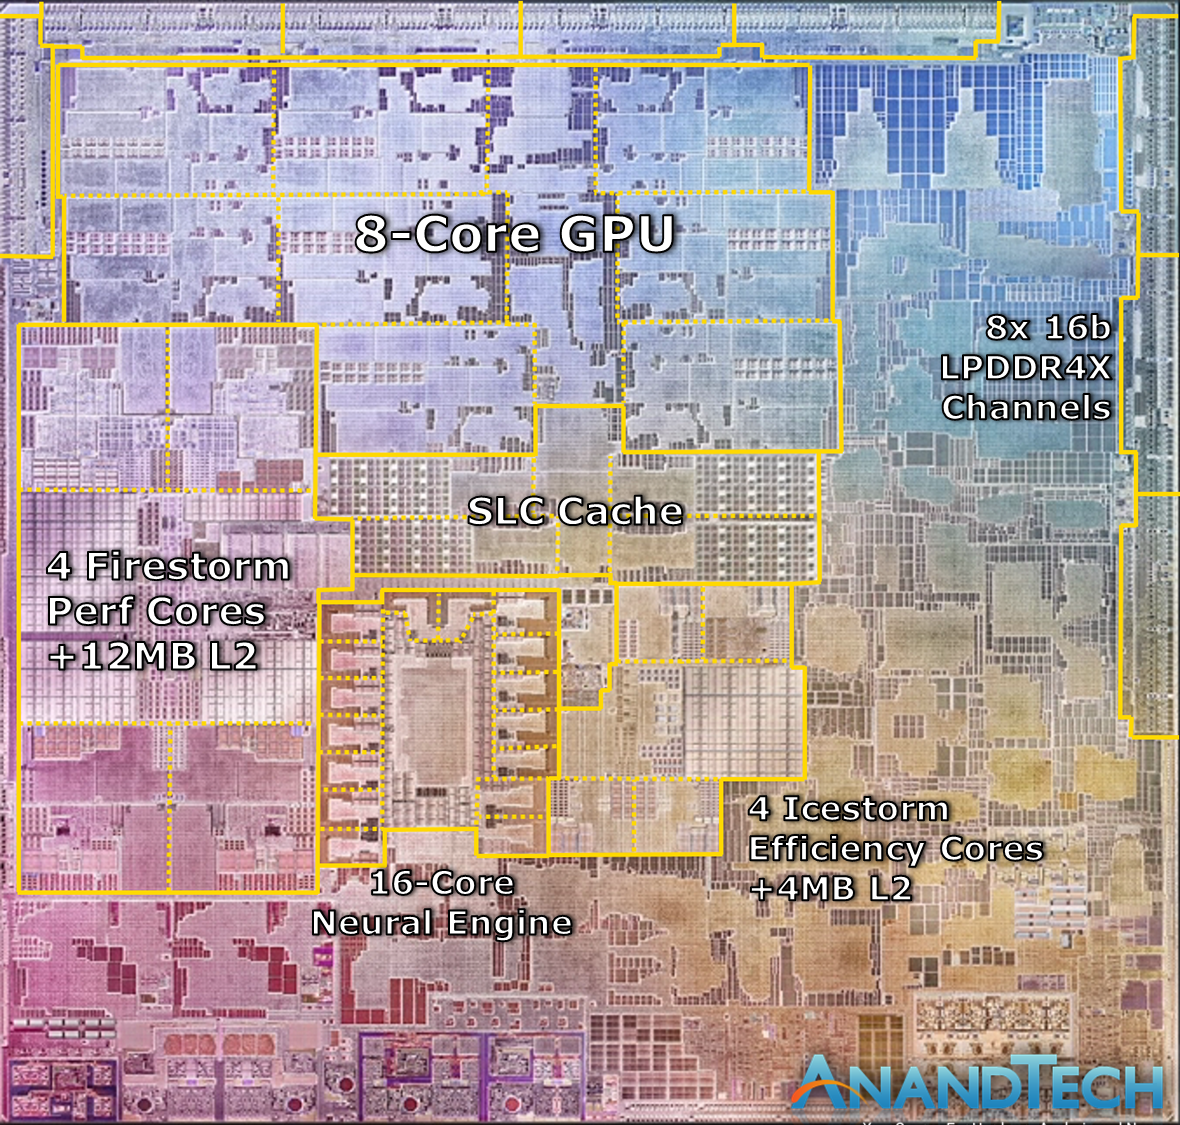 8-Core GPU
8x 16b
LPDDR4X
Channels
SLC Cache
4 Firestorm
Perf Cores
+12MB L2
4 Icestorm
Efficiency Cores
+4MB L2
16-Core
Neural Engine
ANANDTECH